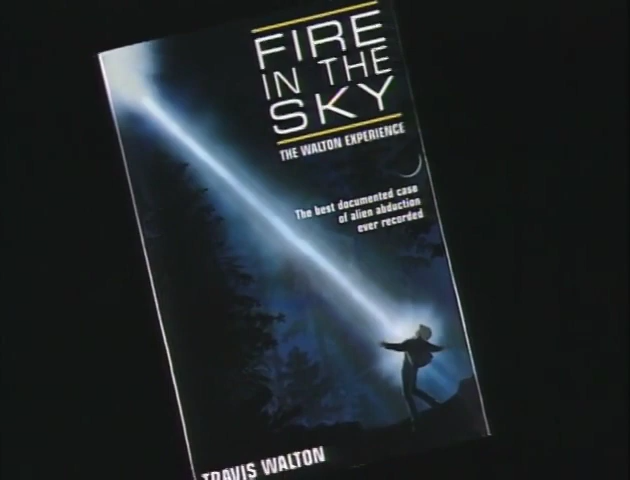 FIRE
IN THE
SKY
THE WALTON EXPERIENCE
The best documented case
of alien abduction
ever recorded
TRAVIS WALTON